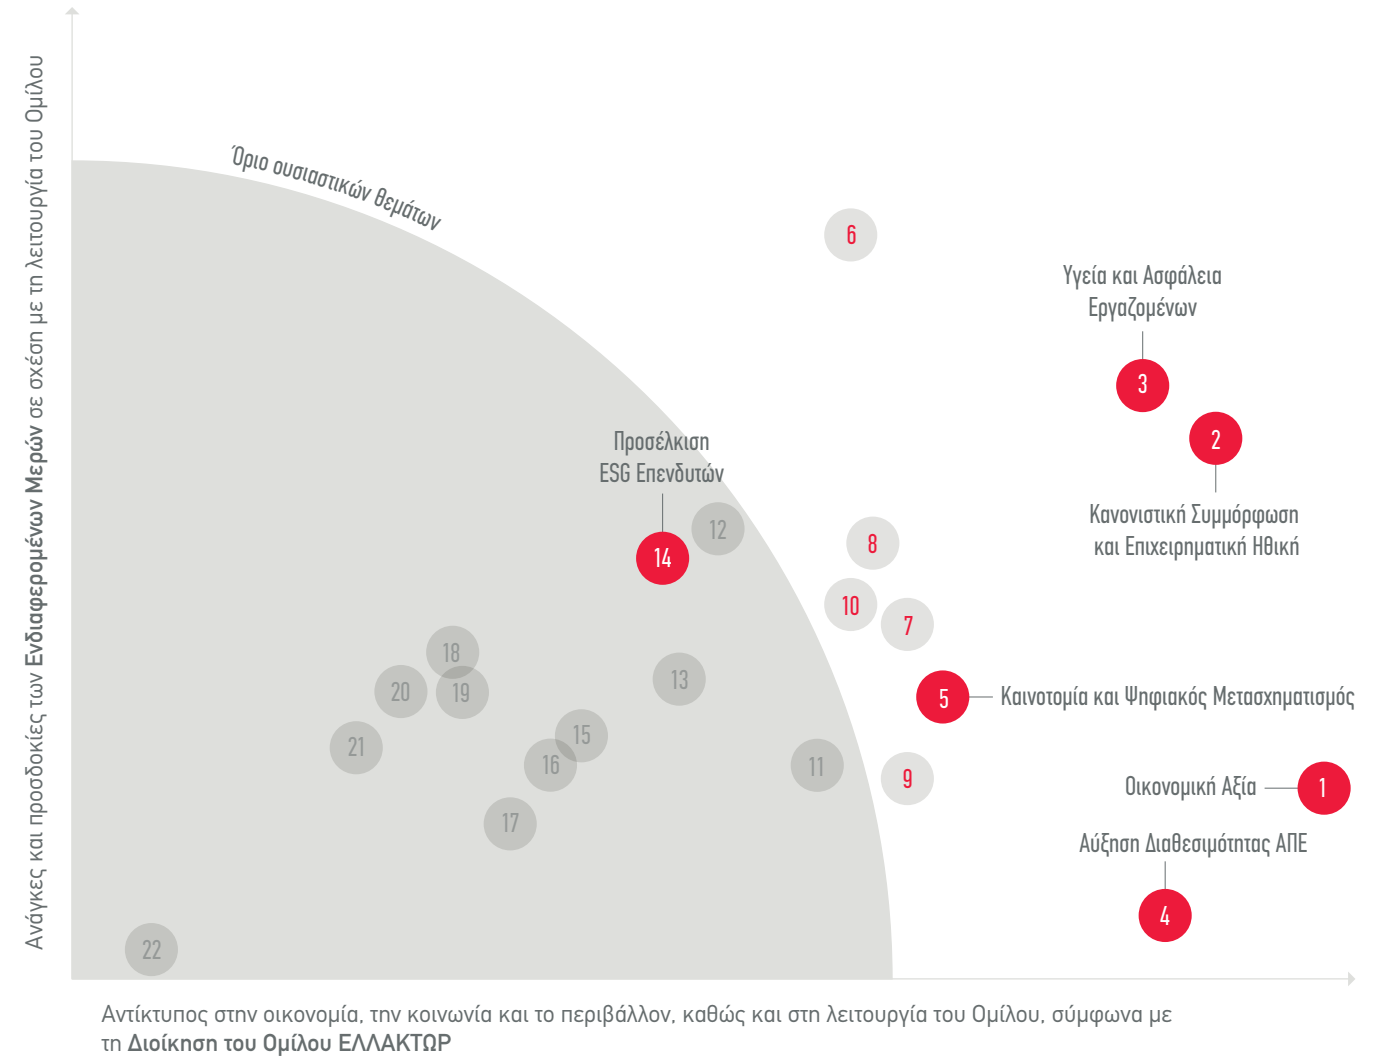 Ανάγκες και προσδοκίες των Ενδιαφερομένων Μερών σε σχέση με τη λειτουργία του Ομίλου
Όριο ουσιαστικών θεμάτων
6
Υγεία και Ασφάλεια
Εργαζομένων
3
2
Κανονιστική Συμμόρφωση
και Επιχειρηματική Ηθική
Προσέλκιση
ESG Επενδυτών
12
14
8
10
7
18
20
19
13
5
Καινοτομία και Ψηφιακός Μετασχηματισμός
21
15
16
11
9
Οικονομική Αξία
1
17
Αύξηση Διαθεσιμότητας ΑΠΕ
4
22
Αντίκτυπος στην οικονομία, την κοινωνία και το περιβάλλον, καθώς και στη λειτουργία του Ομίλου, σύμφωνα με
τη Διοίκηση του Ομίλου ΕΛΛΑΚΤΩΡ